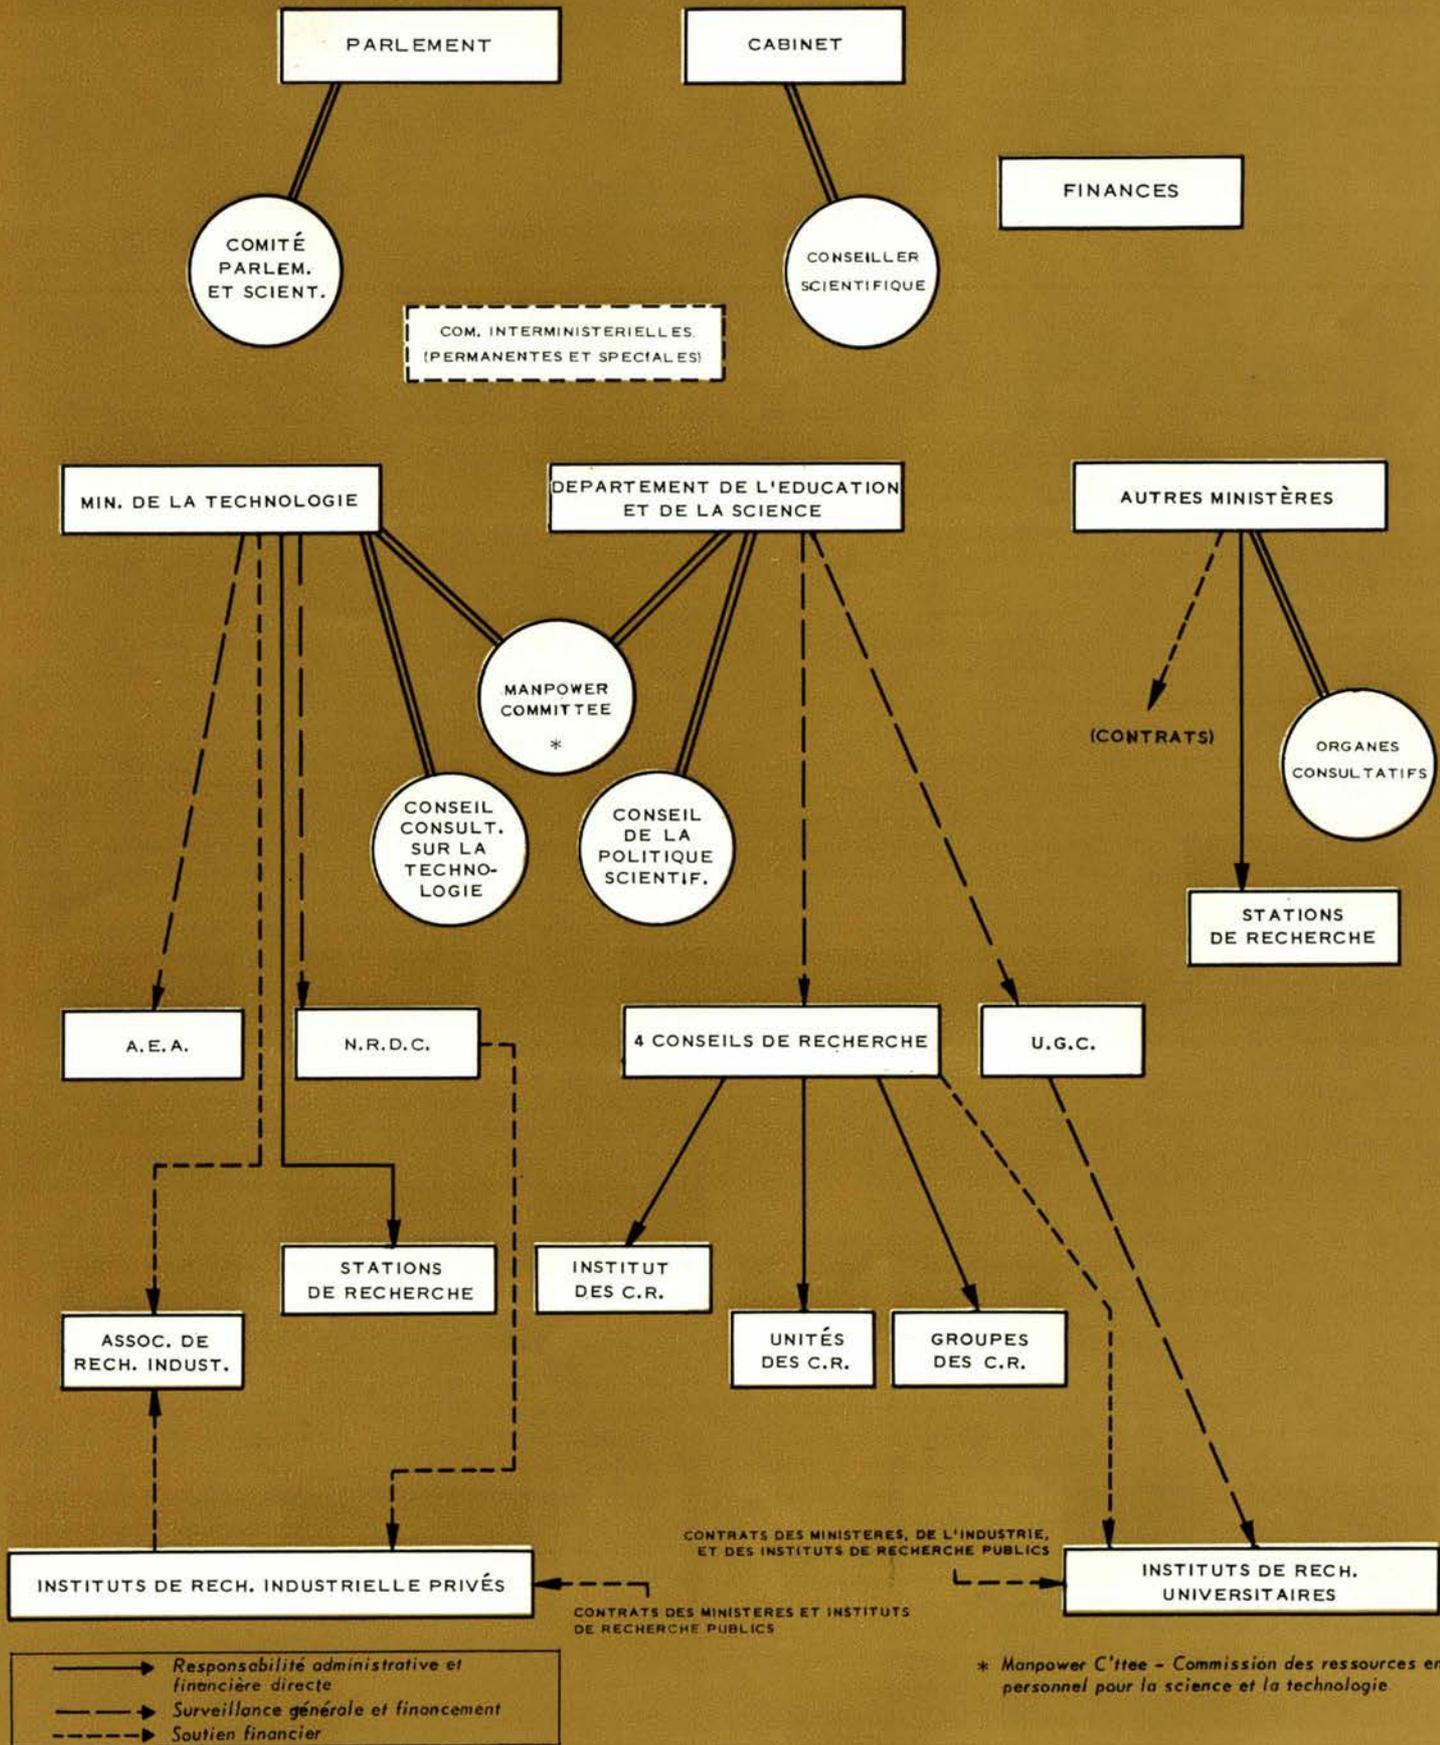 PARLEMENT
CABINET
FINANCES
COMITÉ
PARLEM.
ET SCIENT.
CONSEILLER
SCIENTIFIQUE
COM. INTERMINISTERIELLES
(PERMANENTES ET SPECIALES)
MIN. DE LA TECHNOLOGIE
DEPARTEMENT DE L'EDUCATION
ET DE LA SCIENCE
AUTRES MINISTÈRES
MANPOWER
COMMITTEE
*
(CONTRATS)
ORGANES
CONSULTATIFS
CONSEIL
CONSULT.
SUR LA
TECHNO-
LOGIE
CONSEIL
DE LA
POLITIQUE
SCIENTIF.
STATIONS
DE RECHERCHE
A.E.A.
N.R.D.C.
4 CONSEILS DE RECHERCHE
U.G.C.
STATIONS
DE RECHERCHE
INSTITUT
DES C.R.
ASSOC. DE
RECH. INDUST.
UNITÉS
DES C.R.
GROUPES
DES C.R.
CONTRATS DES MINISTERES, DE L'INDUSTRIE,
ET DES INSTITUTS DE RECHERCHE PUBLICS
INSTITUTS DE RECH. INDUSTRIELLE PRIVÉS
INSTITUTS DE RECH.
UNIVERSITAIRES
CONTRATS DES MINISTERES ET INSTITUTS
DE RECHERCHE PUBLICS
Responsabilité administrative et
financière directe
Surveillance générale et financement
Soutien financier
* Manpower C'ttee - Commission des ressources en
personnel pour la science et la technologie